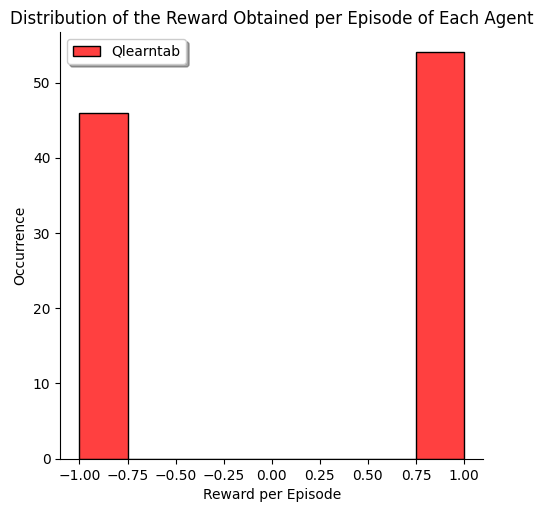 Distribution of the Reward Obtained per Episode of Each Agent
Qlearntab
50
40
30
20
10
0
Occurrence
−1.00 −0.75 −0.50 −0.25 0.00 0.25 0.50 0.75 1.00
Reward per Episode